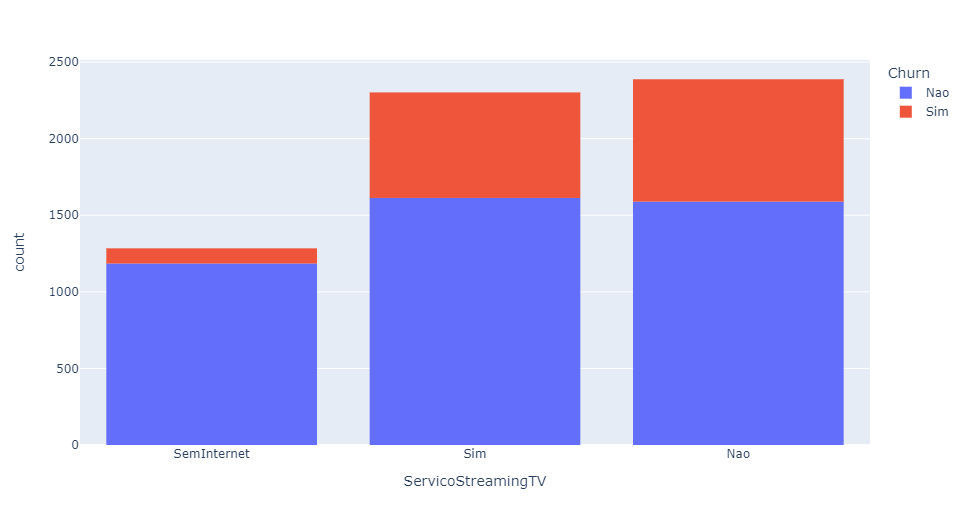 2500
2000
1500
1000
500
0
count
SemInternet
Sim
Nao
ServicoStreamingTV
Churn
Nao
Sim